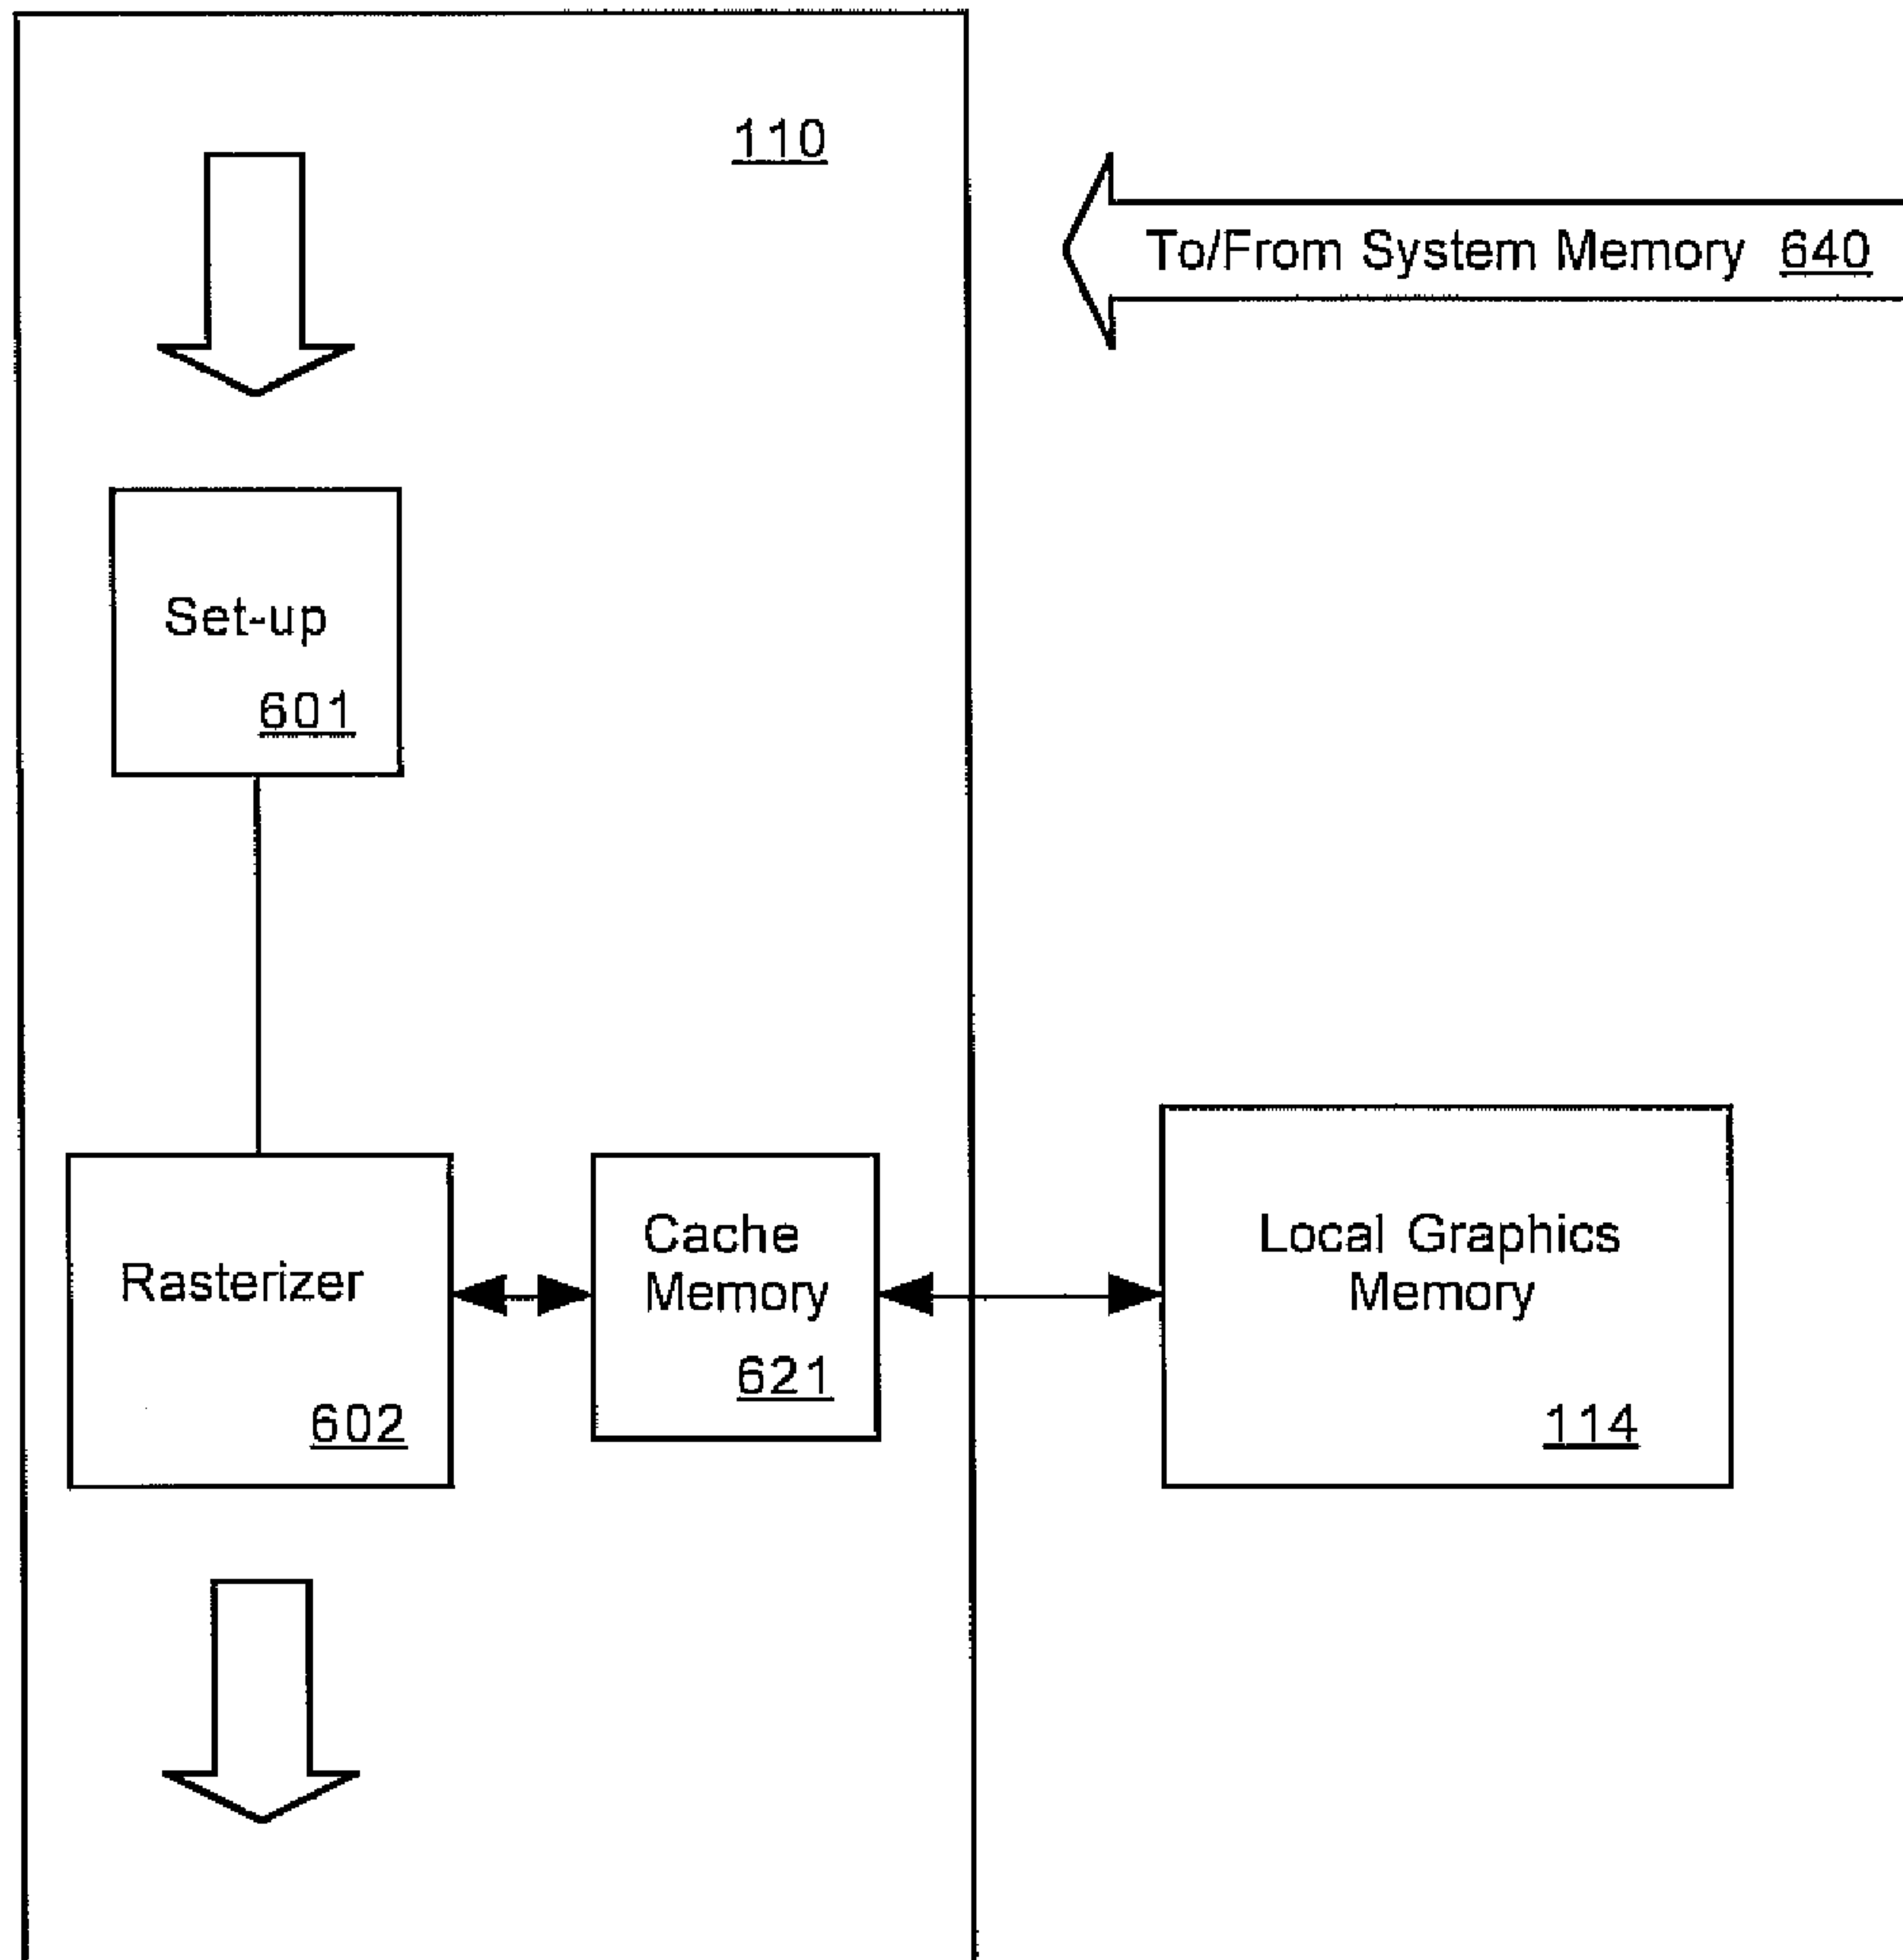 110
To/From System Memory 640
Set-up
601
Rasterizer
602
Cache
Memory
621
Local Graphics
Memory
114